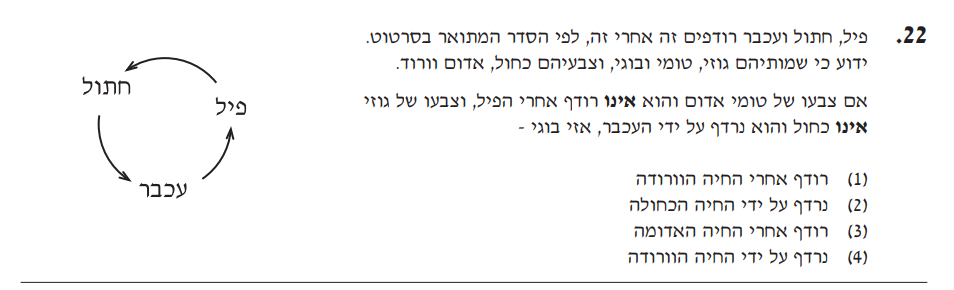 22. פיל, חתול ועכבר רודפים זה אחרי זה, לפי הסדר המתואר בסרטוט.
ידוע כי שמותיהם גוזי, טומי ובוגי, וצבעיהם כחול, אדום וורוד.
אם צבעו של טומי אדום והוא אינו רודף אחרי הפיל, וצבעו של גוזי
אינו כחול והוא נרדף על ידי העכבר, אזי בוגי -
(1) רודף אחרי החיה הוורודה
(2) נרדף על ידי החיה הכחולה
(3) רודף אחרי החיה האדומה
(4) נרדף על ידי החיה הוורודה
חתול
פיל
עכבר